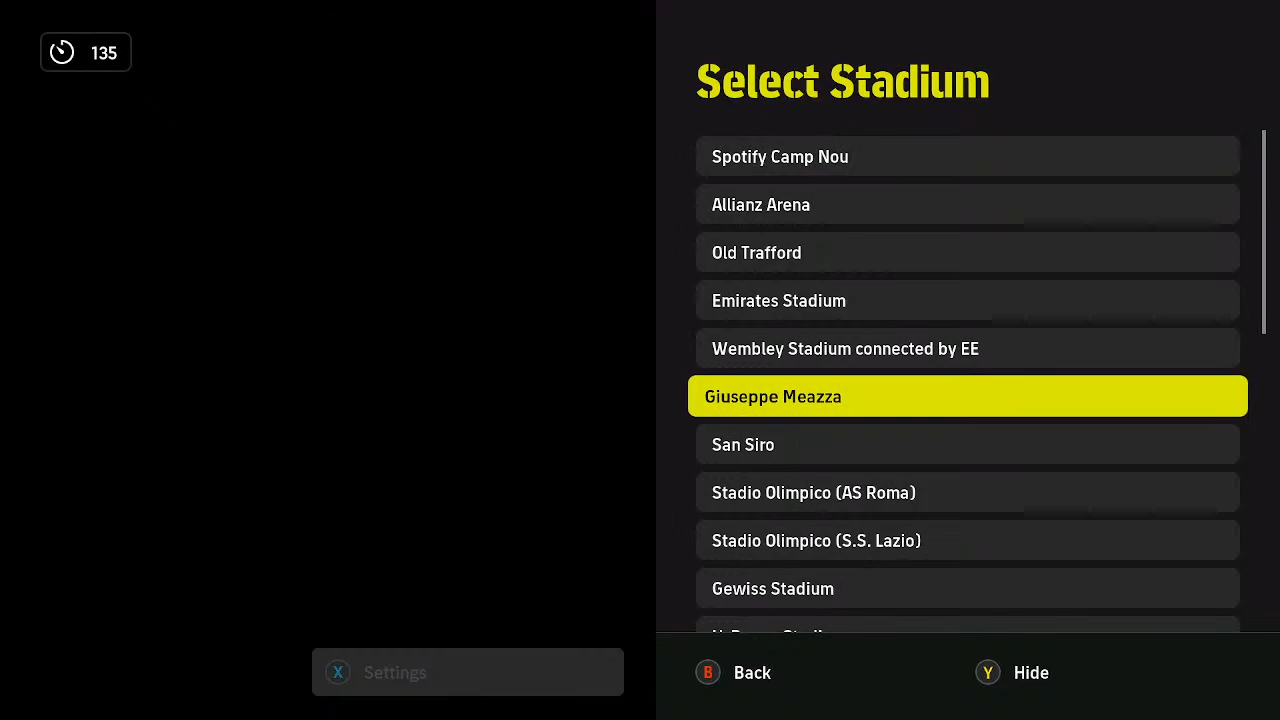 135
Select Stadium
Spotify Camp Nou
Allianz Arena
Old Trafford
Emirates Stadium
Wembley Stadium connected by EE
Giuseppe Meazza
San Siro
Stadio Olimpico (AS Roma)
Stadio Olimpico (S.S. Lazio)
Gewiss Stadium
X Settings
B Back
Y Hide